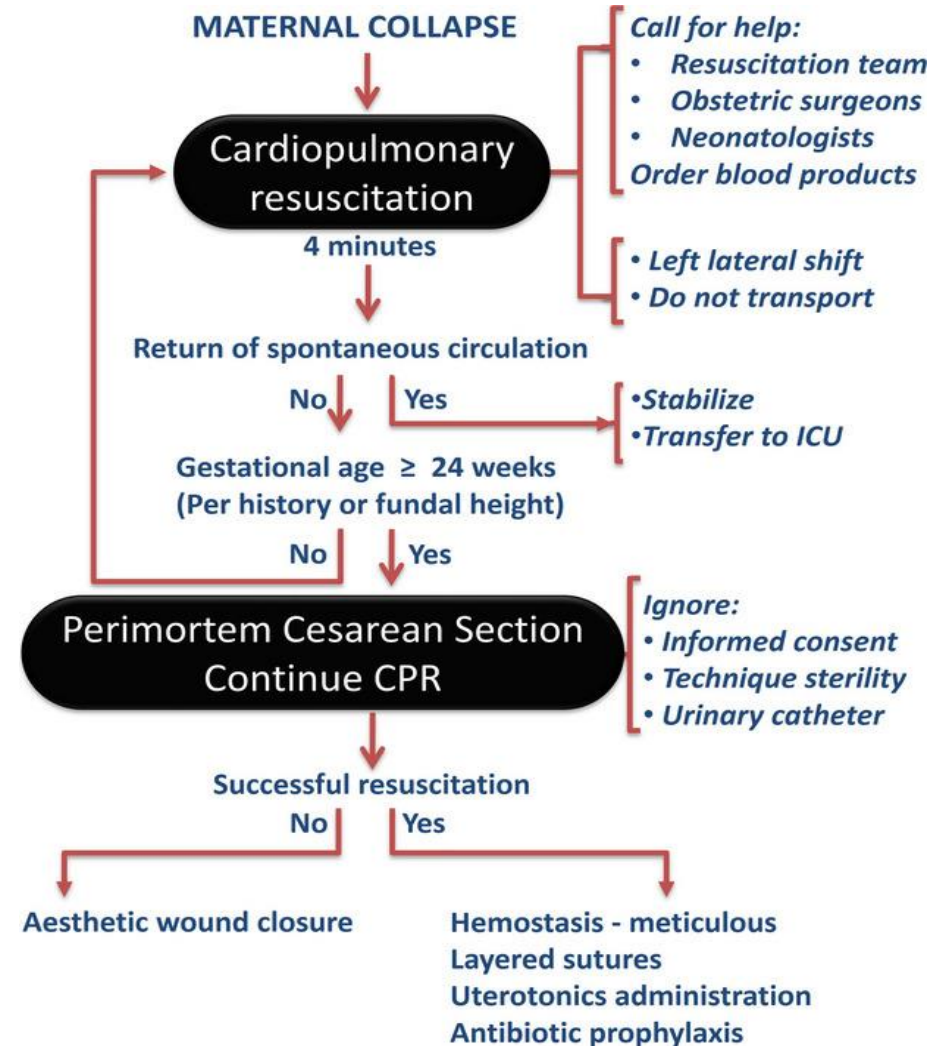 MATERNAL COLLAPSE
Call for help:
• Resuscitation team
• Obstetric surgeons
• Neonatologists
Order blood products
Cardiopulmonary
resuscitation
4 minutes
• Left lateral shift
• Do not transport
Return of spontaneous circulation
No
Yes
•Stabilize
•Transfer to ICU
Gestational age ≥ 24 weeks
(Per history or fundal height)
No
Yes
Perimortem Cesarean Section
Continue CPR
Ignore:
• Informed consent
• Technique sterility
• Urinary catheter
Successful resuscitation
No
Yes
Aesthetic wound closure
Hemostasis - meticulous
Layered sutures
Uterotonics administration
Antibiotic prophylaxis